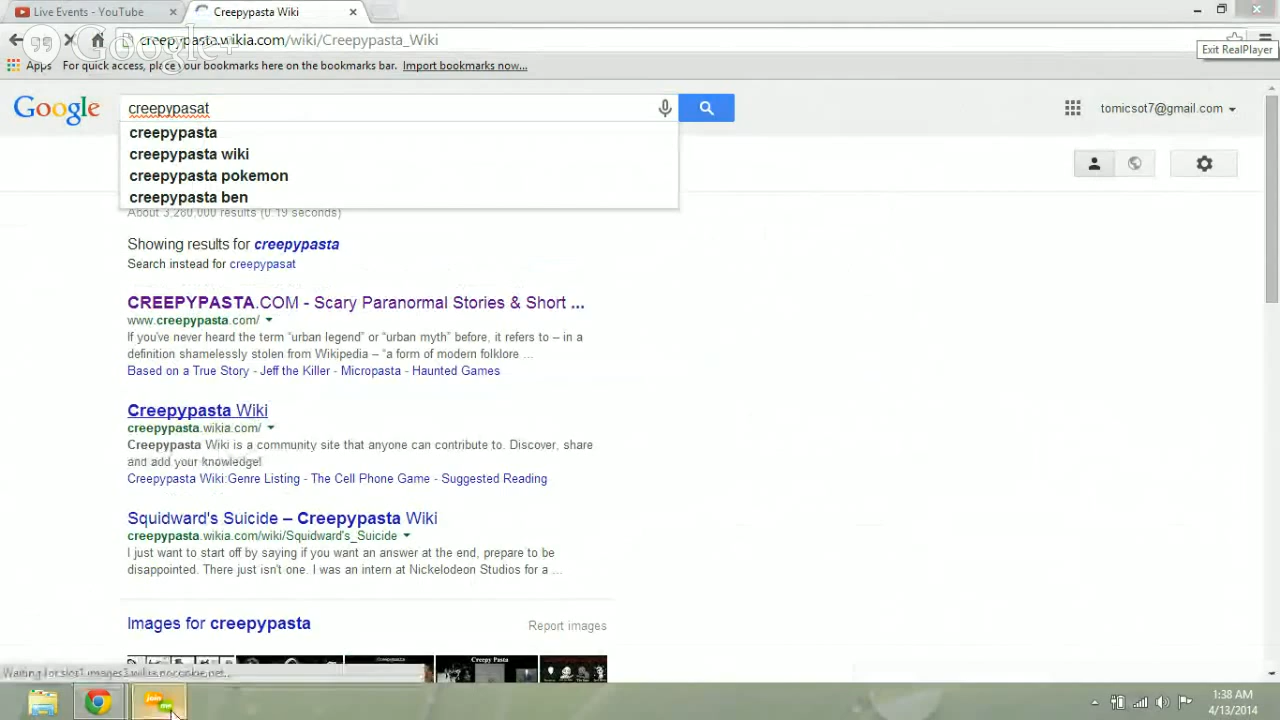 Live Events - YouTube
Creepypasta Wiki
Google+
creepypasta.wikia.com/wiki/Creepypasta_Wiki
Exit RealPlayer
Apps
For quick access, place your bookmarks here on the bookmarks bar. Import bookmarks now...
Google
creepypasat
tomicsot7@gmail.com
creepypasta
creepypasta wiki
creepypasta pokemon
creepypasta ben
About 3,280,000 results (0.19 seconds)
Showing results for creepypasta
Search instead for creepypasat
CREEPYPASTA.COM - Scary Paranormal Stories & Short ...
www.creepypasta.com/
If you've never heard the term “urban legend” or “urban myth” before, it refers to – in a
definition shamelessly stolen from Wikipedia – “a form of modern folklore ...
Based on a True Story - Jeff the Killer - Micropasta - Haunted Games
Creepypasta Wiki
creepypasta.wikia.com/
Creepypasta Wiki is a community site that anyone can contribute to. Discover, share
and add your knowledge!
Creepypasta Wiki:Genre Listing - The Cell Phone Game - Suggested Reading
Squidward's Suicide – Creepypasta Wiki
creepypasta.wikia.com/wiki/Squidward's_Suicide
I just want to start off by saying if you want an answer at the end, prepare to be
disappointed. There just isn't one. I was an intern at Nickelodeon Studios for a ...
Images for creepypasta
Report images
Creepy Pasta
Waiting for
join
me
1:38 AM
4/13/2014